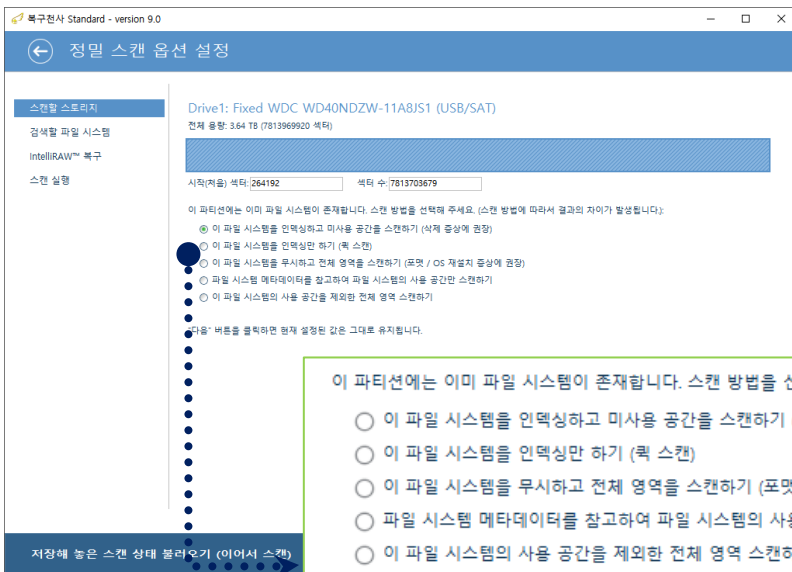 복구천사 Standard - version 9.0
정밀 스캔 옵션 설정
스캔할 스토리지
검색할 파일 시스템
IntelliRAW™ 복구
스캔 실행
Drive1: Fixed WDC WD40NDZW-11A8JS1 (USB/SAT)
전체 용량: 3.64 TB (7813969920 섹터)
시작(처음) 섹터: 264192 섹터 수: 7813703679
이 파티션에는 이미 파일 시스템이 존재합니다. 스캔 방법을 선택해 주세요. (스캔 방법에 따라서 결과의 차이가 발생됩니다.):
이 파일 시스템을 인덱싱하고 미사용 공간을 스캔하기 (삭제 증상에 권장)
이 파일 시스템을 인덱싱만 하기 (퀵 스캔)
이 파일 시스템을 무시하고 전체 영역을 스캔하기 (포맷 / OS 재설치 증상에 권장)
파일 시스템 메타데이터를 참고하여 파일 시스템의 사용 공간만 스캔하기
이 파일 시스템의 사용 공간을 제외한 전체 영역 스캔하기
"다음" 버튼을 클릭하면 현재 설정된 값은 그대로 유지됩니다.
저장해 놓은 스캔 상태 불러오기 (이어서 스캔)
이 파티션에는 이미 파일 시스템이 존재합니다. 스캔 방법을
이 파일 시스템을 인덱싱하고 미사용 공간을 스캔하기
이 파일 시스템을 인덱싱만 하기 (퀵 스캔)
이 파일 시스템을 무시하고 전체 영역을 스캔하기 (포맷
파일 시스템 메타데이터를 참고하여 파일 시스템의 사용
이 파일 시스템의 사용 공간을 제외한 전체 영역 스캔하